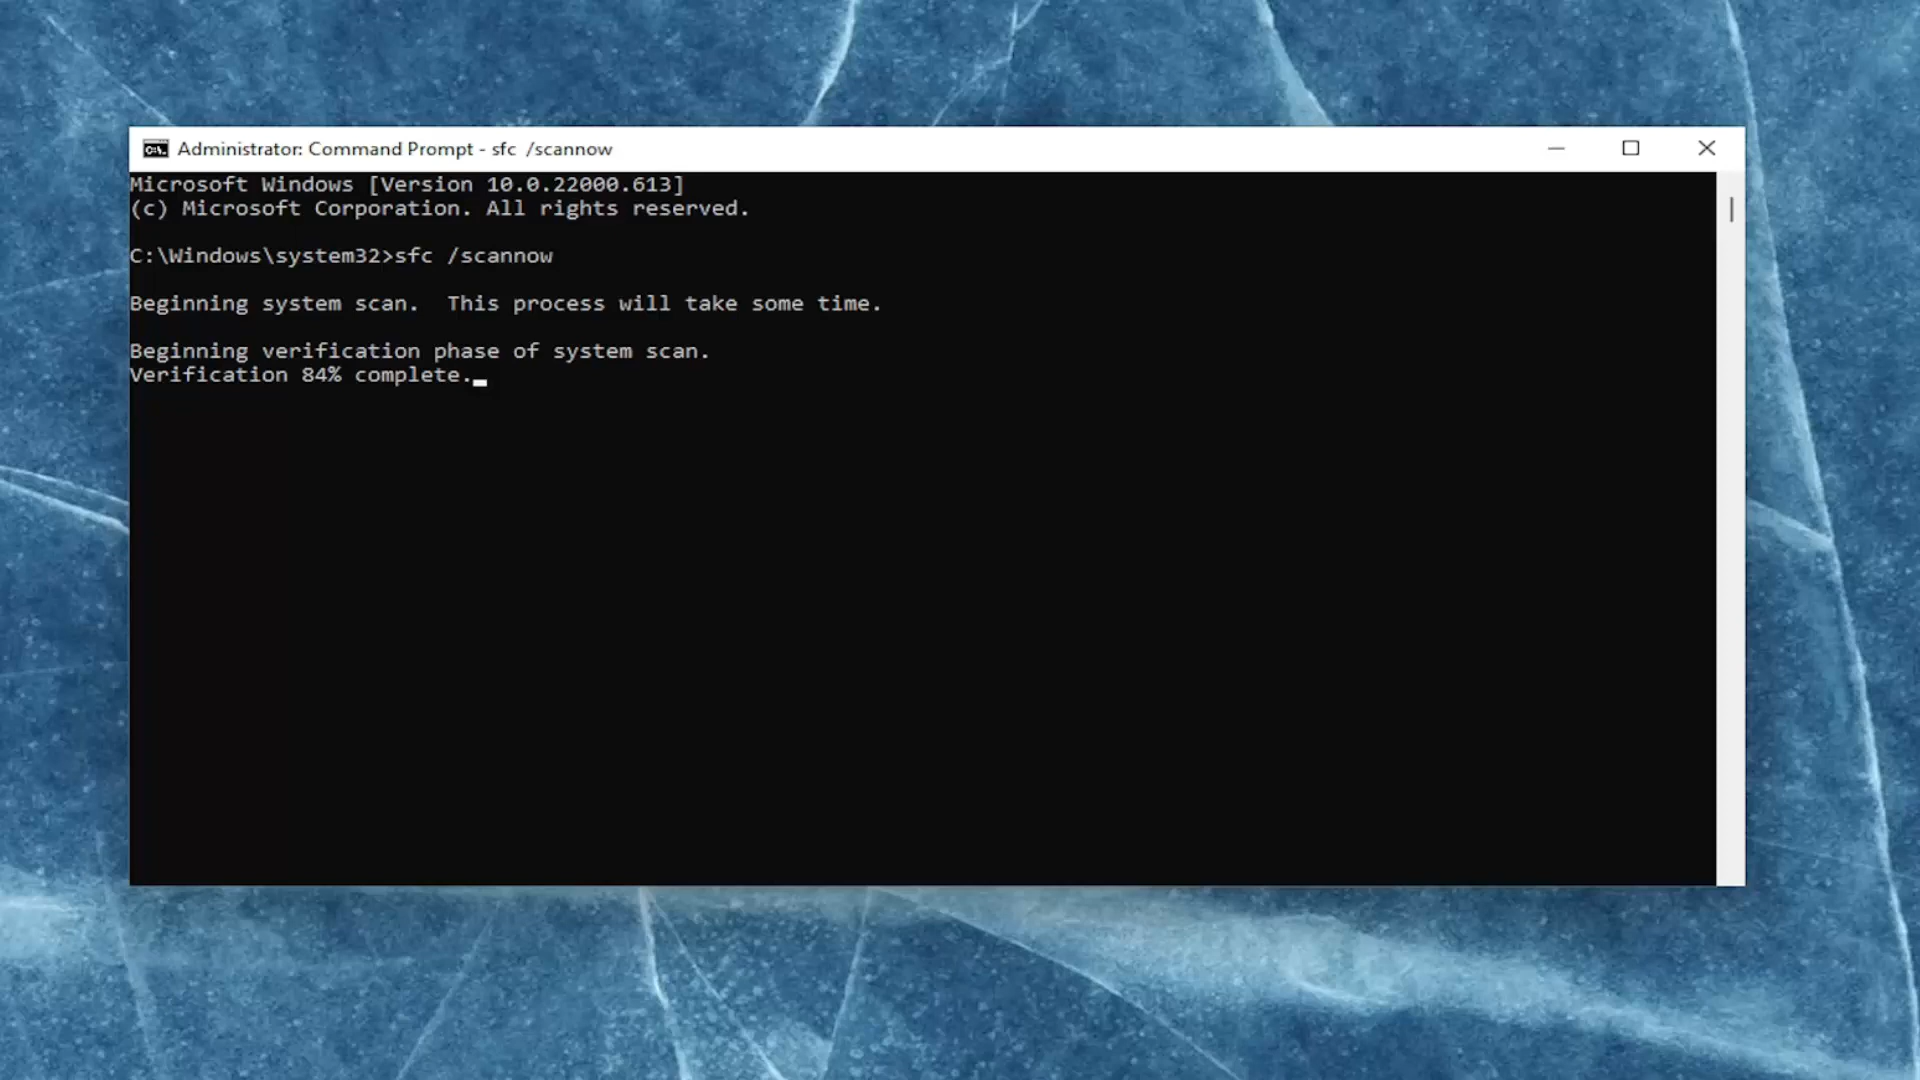 Administrator: Command Prompt - sfc  /scannow
Microsoft Windows [Version 10.0.22000.613]
(c) Microsoft Corporation. All rights reserved.
C:\Windows\system32>sfc /scannow
Beginning system scan.  This process will take some time.
Beginning verification phase of system scan.
Verification 84% complete.